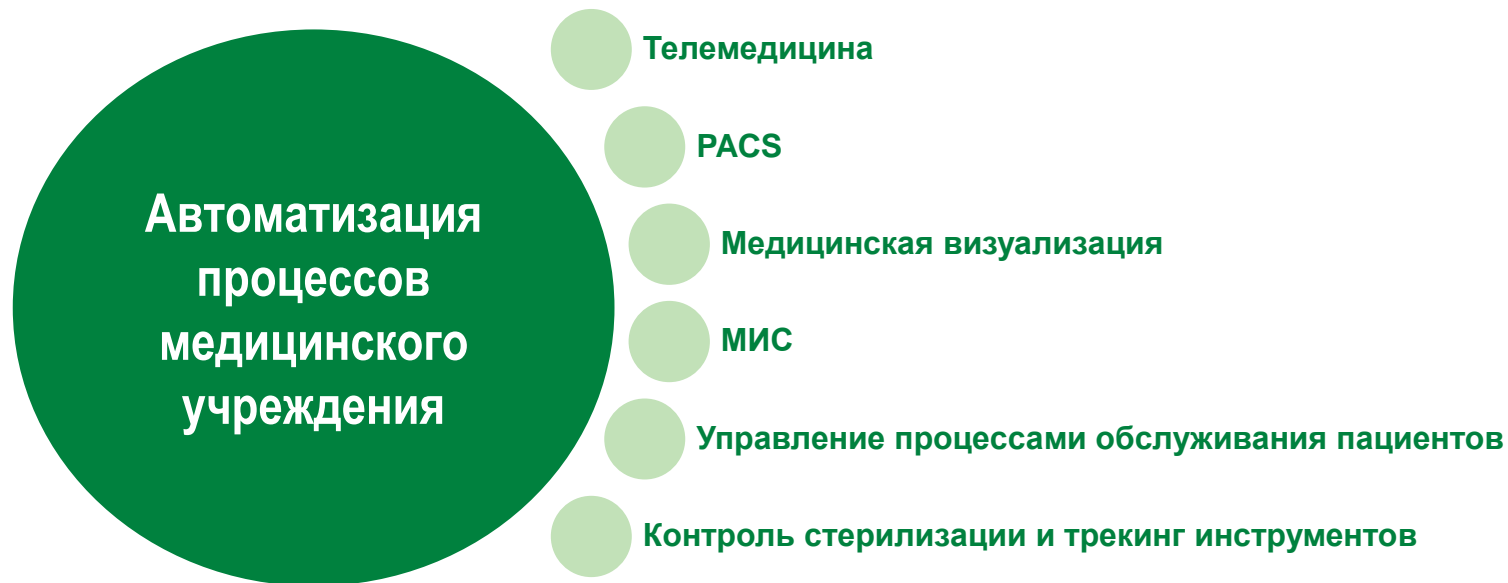 Автоматизация
процессов
медицинского
учреждения
Телемедицина
PACS
Медицинская визуализация
МИС
Управление процессами обслуживания пациентов
Контроль стерилизации и трекинг инструментов